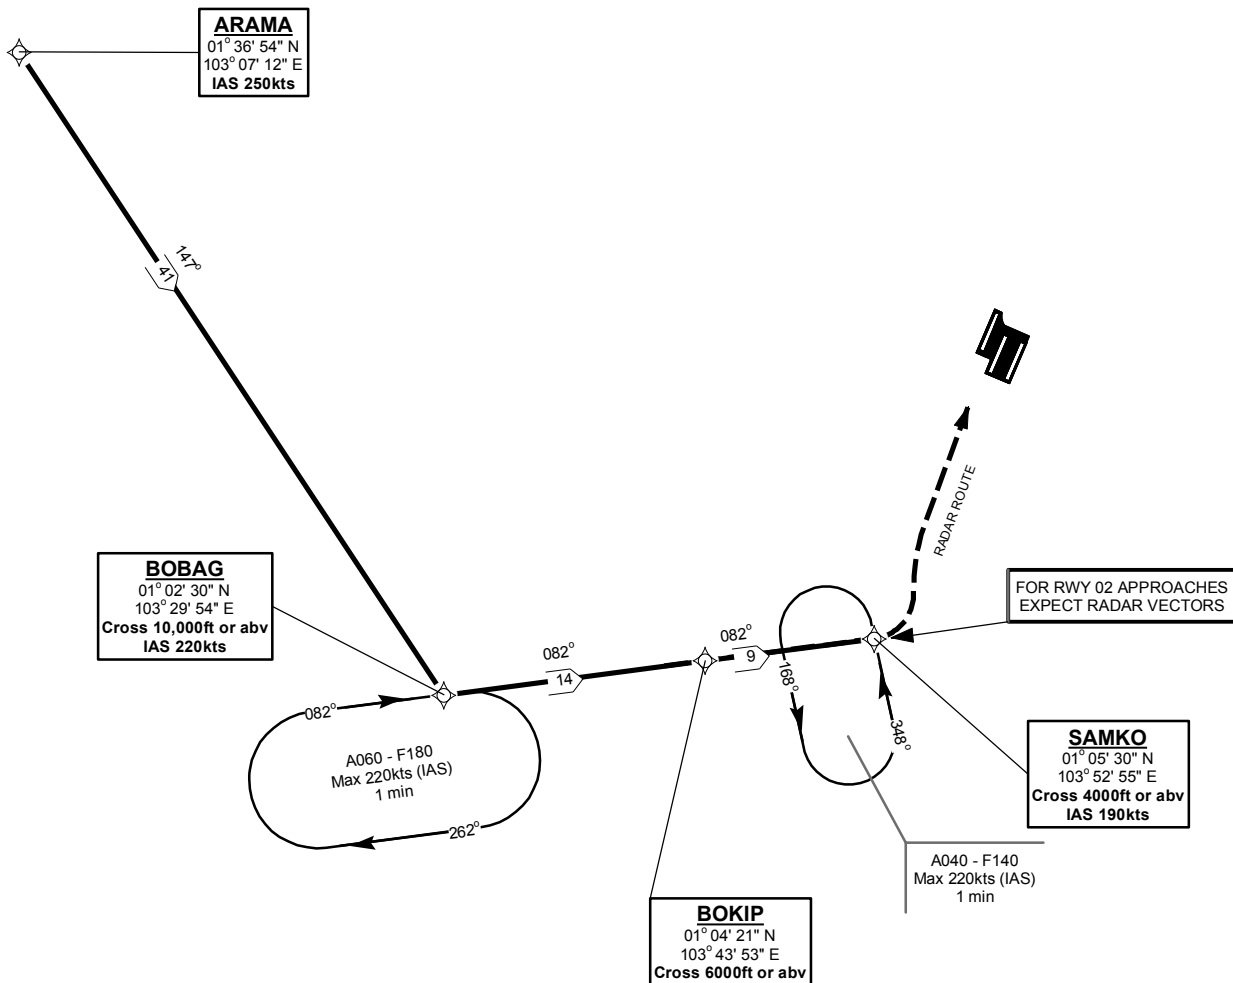 ARAMA
01° 36' 54" N
103° 07' 12" E
IAS 250kts
147°
41
BOBAG
01° 02' 30" N
103° 29' 54" E
Cross 10,000ft or abv
IAS 220kts
082°
14
082°
9
RADAR ROUTE
FOR RWY 02 APPROACHES
EXPECT RADAR VECTORS
082°
A060 - F180
Max 220kts (IAS)
1 min
262°
168°
348°
SAMKO
01° 05' 30" N
103° 52' 55" E
Cross 4000ft or abv
IAS 190kts
A040 - F140
Max 220kts (IAS)
1 min
BOKIP
01° 04' 21" N
103° 43' 53" E
Cross 6000ft or abv